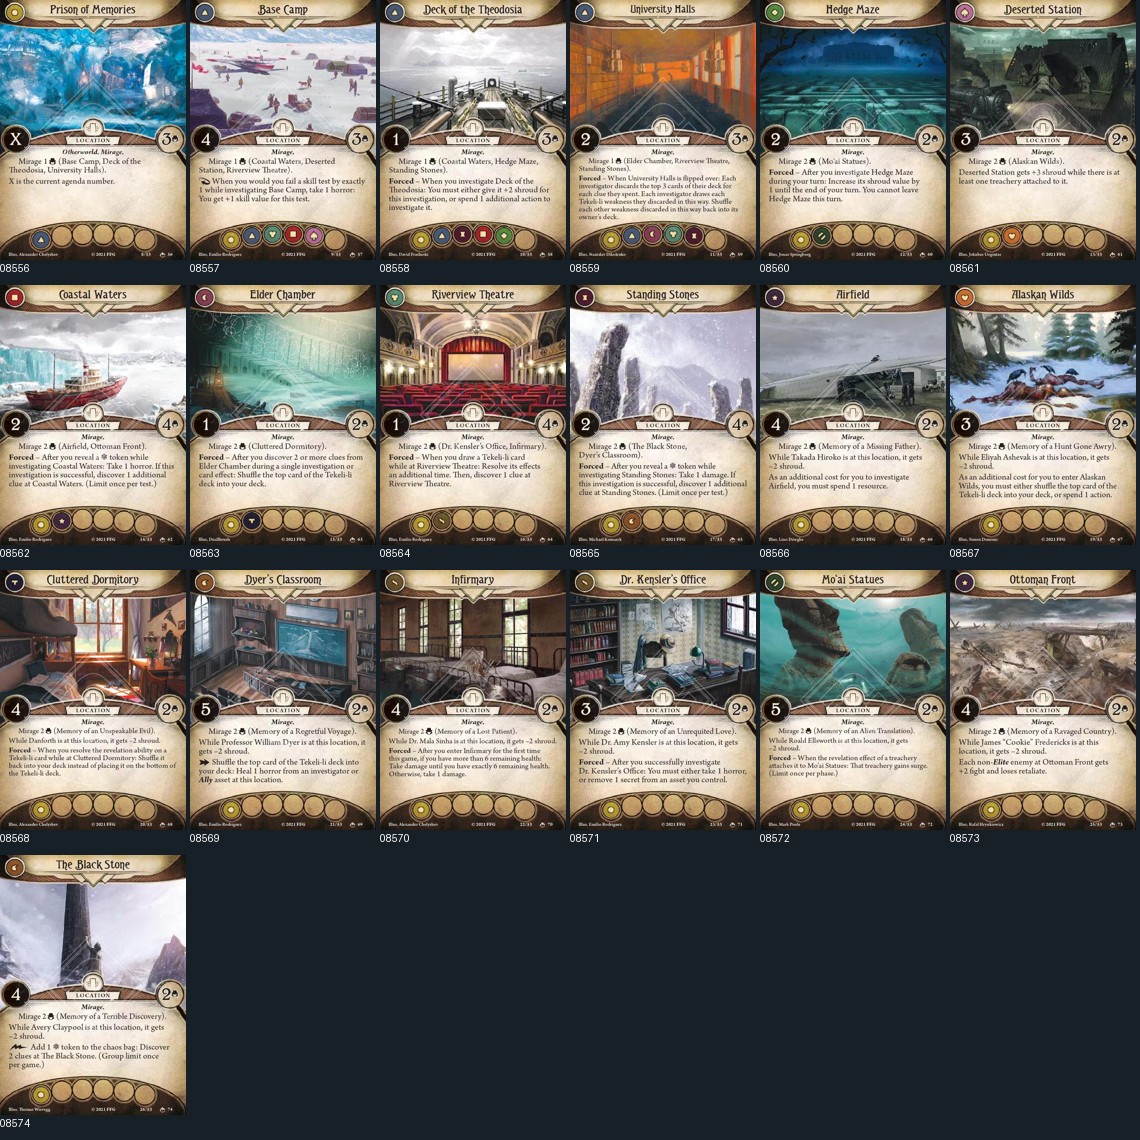 Prison of Memories
X
3
LOCATION
Otherworld. Mirage.
Mirage 1 (Base Camp, Deck of the
Theodosia, University Halls).
X is the current agenda number.
© 2021 FFG
08556
Base Camp
4
3
LOCATION
Mirage.
Mirage 1 (Coastal Waters, Deserted
Station, Riverview Theatre).
When you would you fail a skill test by exactly
1 while investigating Base Camp, take 1 horror:
You get +1 skill value for this test.
© 2021 FFG
08557
Deck of the Theodosia
1
3
LOCATION
Mirage.
Mirage 1 (Coastal Waters, Hedge Maze,
Standing Stones).
Forced – When you investigate Deck of the
Theodosia: You must either give it +2 shroud for
this investigation, or spend 1 additional action to
investigate it.
© 2021 FFG
08558
University Halls
2
3
LOCATION
Mirage.
Mirage 1 (Elder Chamber, Riverview Theatre,
Standing Stones).
Forced – When University Halls is flipped over: Each
investigator discards the top 3 cards of their deck for
each clue they spent. Each investigator draws each
Tekeli-li weakness they discarded in this way. Shuffle
each other weakness discarded in this way back into its
owner's deck.
© 2021 FFG
08559
Hedge Maze
2
2
LOCATION
Mirage.
Mirage 2 (Mo'ai Statues).
Forced – After you investigate Hedge Maze
during your turn: Increase its shroud value by
1 until the end of your turn. You cannot leave
Hedge Maze this turn.
© 2021 FFG
08560
Deserted Station
3
2
LOCATION
Mirage.
Mirage 2 (Alaskan Wilds).
Deserted Station gets +3 shroud while there is at
least one treachery attached to it.
© 2021 FFG
08561
Coastal Waters
2
4
LOCATION
Mirage.
Mirage 2 (Airfield, Ottoman Front).
Forced – After you reveal a token while
investigating Coastal Waters: Take 1 horror. If this
investigation is successful, discover 1 additional
clue at Coastal Waters. (Limit once per test.)
© 2021 FFG
08562
Elder Chamber
1
4
LOCATION
Mirage.
Mirage 2 (Cluttered Dormitory).
Forced – After you discover 2 or more clues from
Elder Chamber during a single investigation or
card effect: Shuffle the top card of the Tekeli-li
deck into your deck.
© 2021 FFG
08563
Riverview Theatre
1
4
LOCATION
Mirage.
Mirage 2 (Dr. Kensler's Office, Infirmary).
Forced – When you draw a Tekeli-li card
while at Riverview Theatre: Resolve its effects
an additional time. Then, discover 1 clue at
Riverview Theatre.
© 2021 FFG
08564
Standing Stones
2
4
LOCATION
Mirage.
Mirage 2 (The Black Stone,
Dyer's Classroom).
Forced – After you reveal a token while
investigating Standing Stones: Take 1 damage. If
this investigation is successful, discover 1 additional
clue at Standing Stones. (Limit once per test.)
© 2021 FFG
08565
Airfield
4
2
LOCATION
Mirage.
Mirage 2 (Memory of a Missing Father).
While Takada Hiroko is at this location, it gets
–2 shroud.
As an additional cost for you to investigate
Airfield, you must spend 1 resource.
© 2021 FFG
08566
Alaskan Wilds
3
2
LOCATION
Mirage.
Mirage 2 (Memory of a Hunt Gone Awry).
While Eliyah Ashevak is at this location, it gets
–2 shroud.
As an additional cost for you to enter Alaskan
Wilds, you must either shuffle the top card of the
Tekeli-li deck into your deck, or spend 1 action.
© 2021 FFG
08567
Cluttered Dormitory
4
2
LOCATION
Mirage.
Mirage 2 (Memory of an Unspeakable Evil).
While Danforth is at this location, it gets –2 shroud.
Forced – When you resolve the revelation ability on a
Tekeli-li card while at Cluttered Dormitory: Shuffle it
back into your deck instead of placing it on the bottom of
the Tekeli-li deck.
© 2021 FFG
08568
Dyer's Classroom
5
2
LOCATION
Mirage.
Mirage 2 (Memory of a Regretful Voyage).
While Professor William Dyer is at this location, it
gets –2 shroud.
Shuffle the top card of the Tekeli-li deck into
your deck: Heal 1 horror from an investigator or
Ally asset at this location.
© 2021 FFG
08569
Infirmary
4
2
LOCATION
Mirage.
Mirage 2 (Memory of a Lost Patient).
While Dr. Mala Sinha is at this location, it gets –2 shroud.
Forced – After you enter Infirmary for the first time
this game, if you have more than 6 remaining health:
Take damage until you have exactly 6 remaining health.
Otherwise, take 1 damage.
© 2021 FFG
08570
Dr. Kensler's Office
3
2
LOCATION
Mirage.
Mirage 2 (Memory of an Unrequited Love).
While Dr. Amy Kensler is at this location, it gets
–2 shroud.
Forced – After you successfully investigate
Dr. Kensler's Office: You must either take 1 horror,
or remove 1 secret from an asset you control.
© 2021 FFG
08571
Mo'ai Statues
5
2
LOCATION
Mirage.
Mirage 2 (Memory of an Alien Translation).
While Roald Ellsworth is at this location, it gets
–2 shroud.
Forced – When the revelation effect of a treachery
attaches it to Mo'ai Statues: That treachery gains surge.
(Limit once per phase.)
© 2021 FFG
08572
Ottoman Front
4
2
LOCATION
Mirage.
Mirage 2 (Memory of a Ravaged Country).
While James "Cookie" Fredericks is at this
location, it gets –2 shroud.
Each non-Elite enemy at Ottoman Front gets
+2 fight and loses retaliate.
© 2021 FFG
08573
The Black Stone
4
2
LOCATION
Mirage.
Mirage 2 (Memory of a Terrible Discovery).
While Avery Claypool is at this location, it gets
–2 shroud.
Add 1 token to the chaos bag: Discover
2 clues at The Black Stone. (Group limit once
per game.)
© 2021 FFG
08574